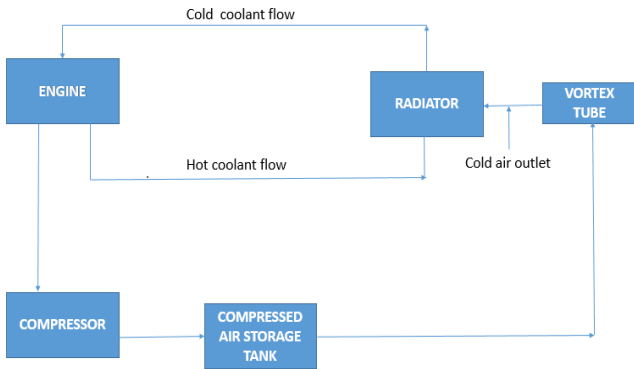 Cold coolant flow
ENGINE
RADIATOR
VORTEX
TUBE
Hot coolant flow
Cold air outlet
COMPRESSOR
COMPRESSED
AIR STORAGE
TANK